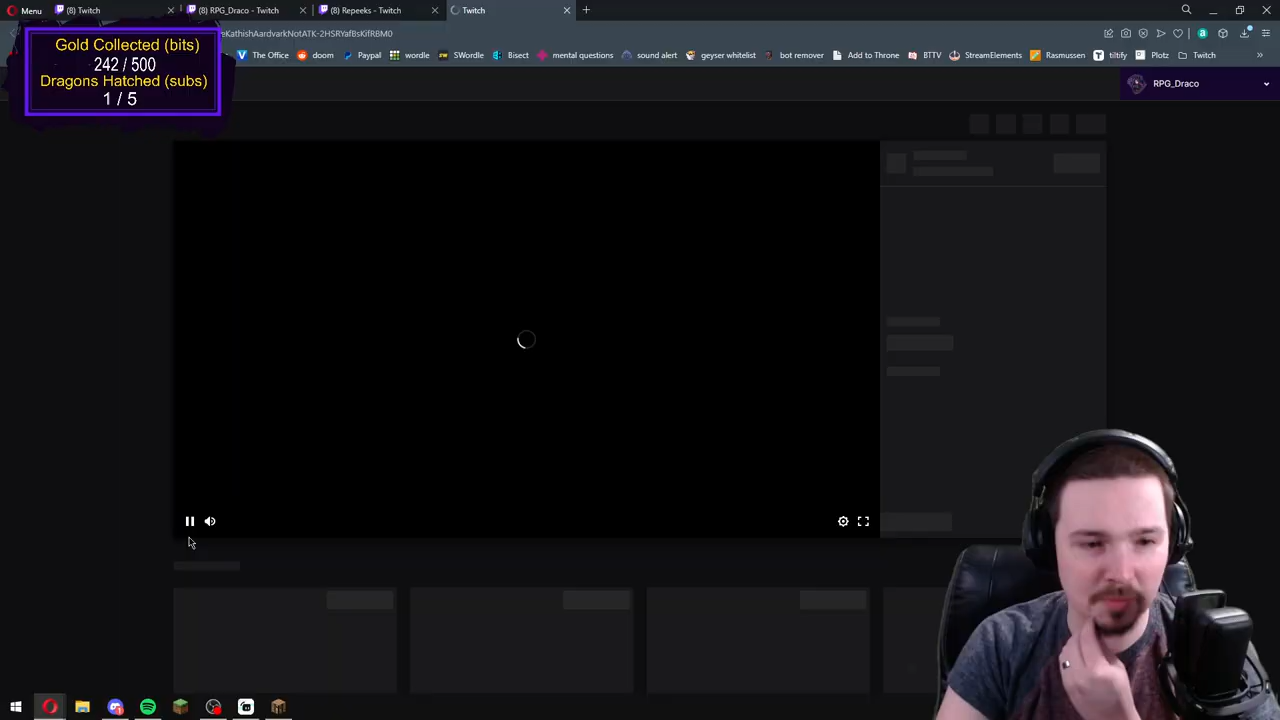 Menu
(8) Twitch
(8) RPG_Draco - Twitch
(8) Repeeks - Twitch
Twitch
eKathishAardvarkNotATK-2HSRYafBsKifRBM0
Gold Collected (bits)
242 / 500
Dragons Hatched (subs)
1 / 5
The Office
doom
Paypal
wordle
SWordle
Bisect
mental questions
sound alert
geyser whitelist
bot remover
Add to Throne
BTTV
StreamElements
Rasmussen
tiltify
Plotz
Twitch
RPG_Draco